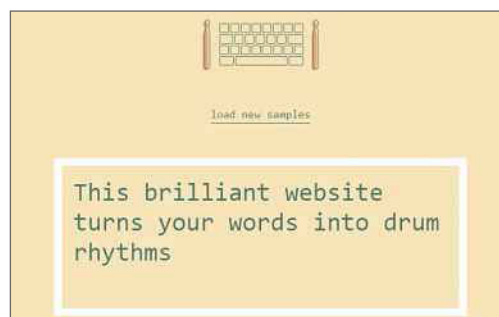 load new samples
This brilliant website
turns your words into drum
rhythms